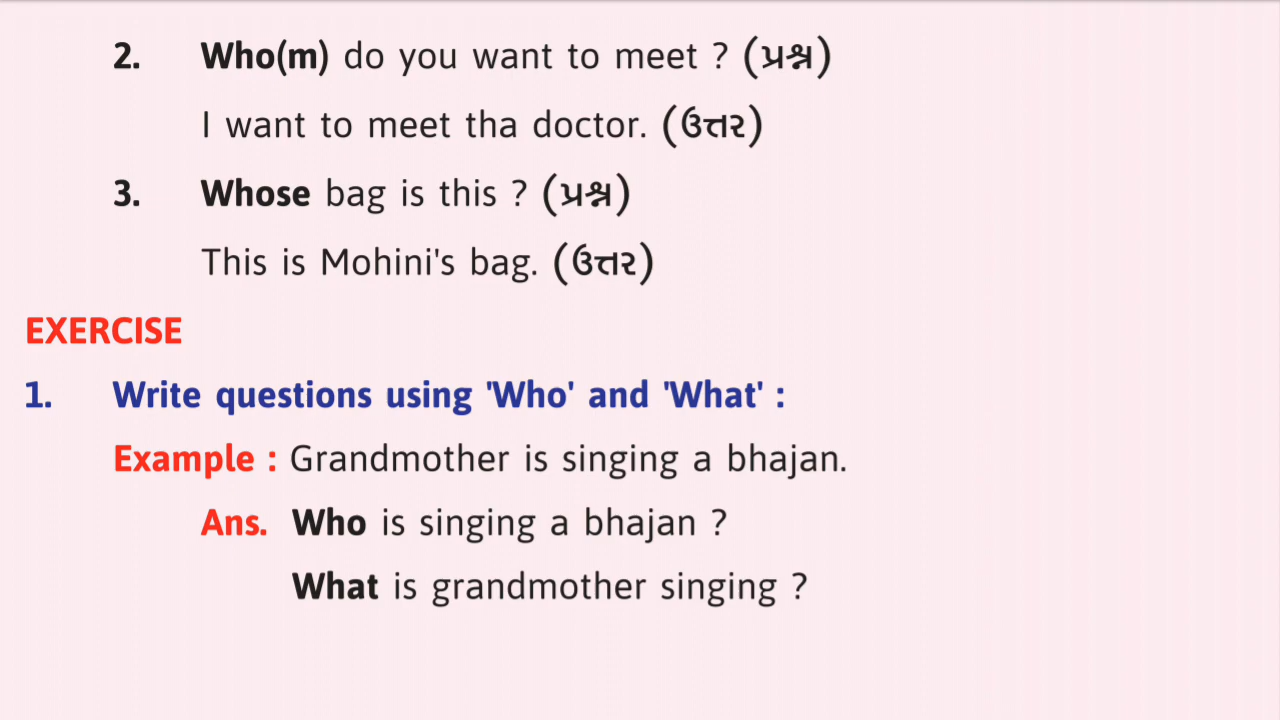 2. Who(m) do you want to meet ? (પ્રશ્ન)
I want to meet tha doctor. (ઉત્તર)
3. Whose bag is this ? (પ્રશ્ન)
This is Mohini's bag. (ઉત્તર)
EXERCISE
1. Write questions using 'Who' and 'What' :
Example : Grandmother is singing a bhajan.
Ans. Who is singing a bhajan ?
What is grandmother singing ?